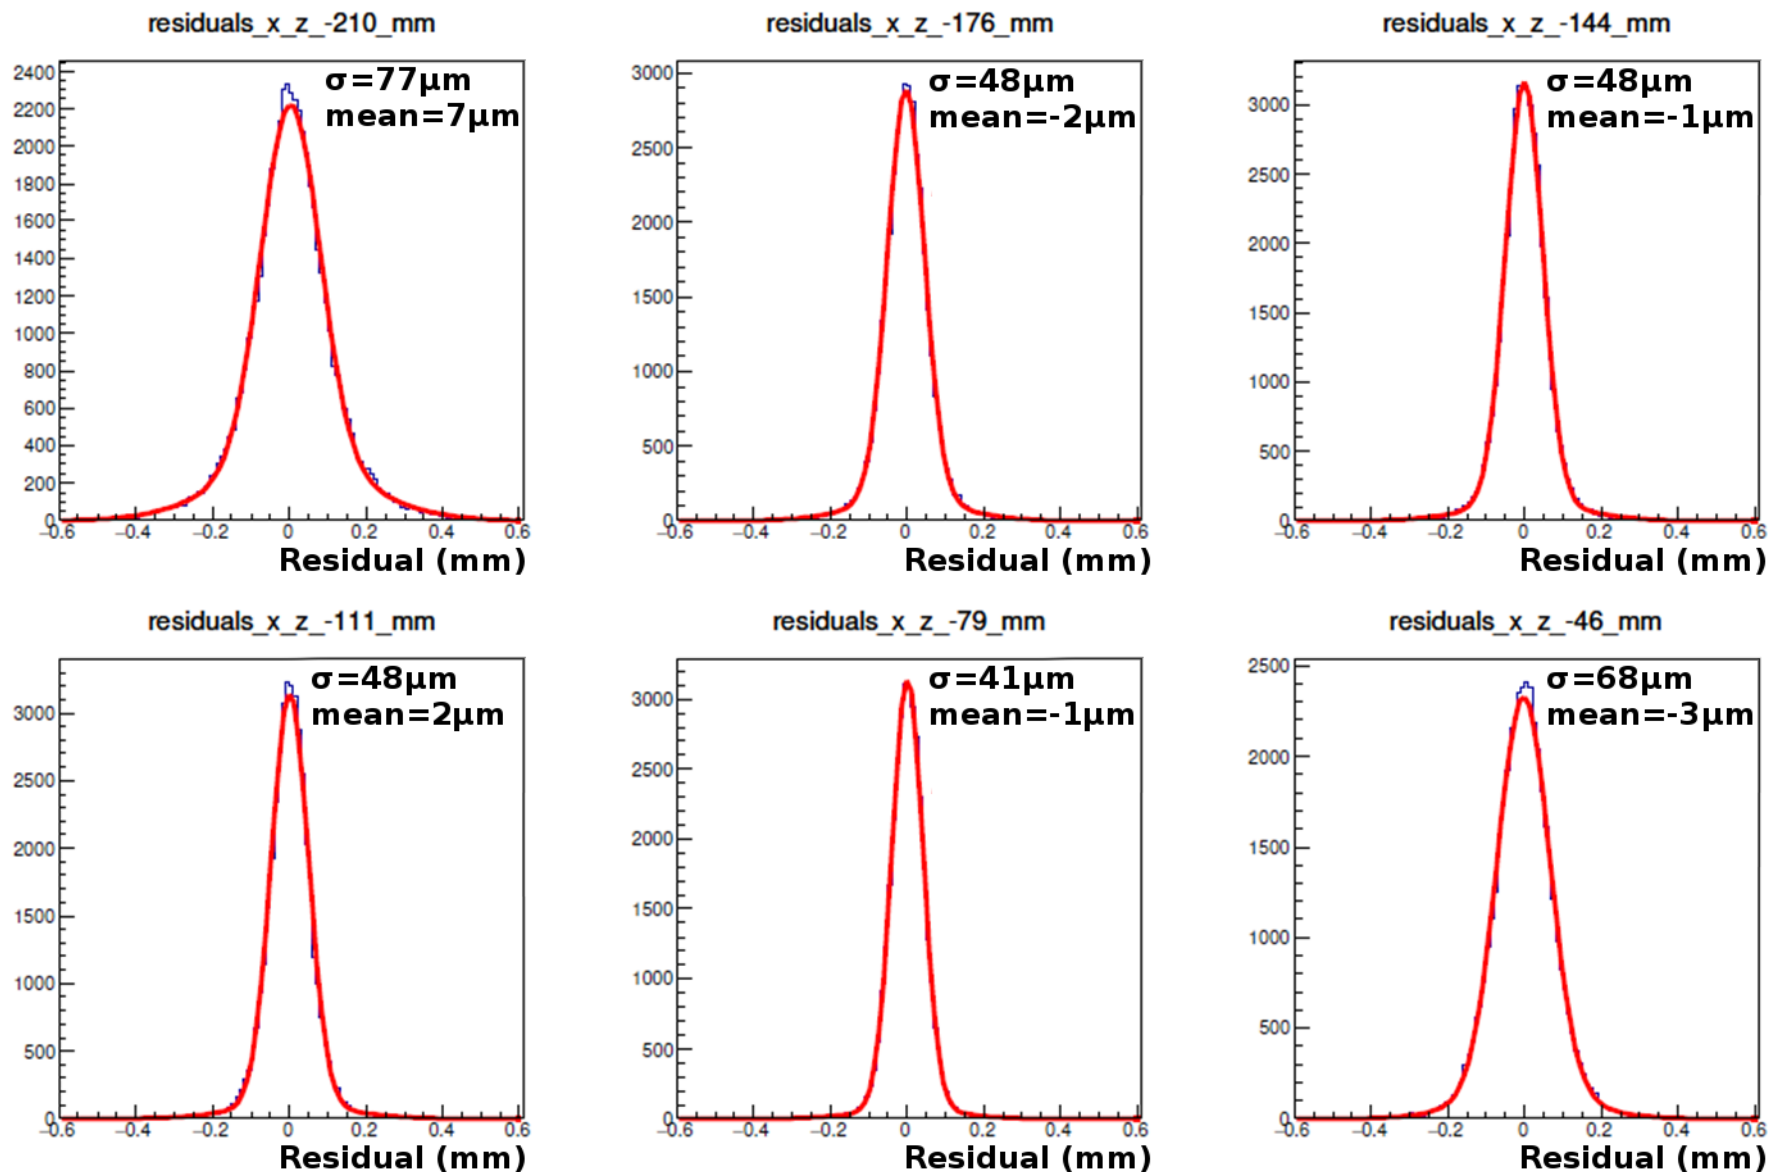 residuals_x_z_-210_mm
2400
2200
2000
1800
1600
1400
1200
1000
800
600
400
200
0
σ=77μm
mean=7μm
−0.6 −0.4 −0.2 0 0.2 0.4 0.6
Residual (mm)
residuals_x_z_-176_mm
3000
2500
2000
1500
1000
500
0
σ=48μm
mean=-2μm
−0.6 −0.4 −0.2 0 0.2 0.4 0.6
Residual (mm)
residuals_x_z_-144_mm
3000
2500
2000
1500
1000
500
0
σ=48μm
mean=-1μm
−0.6 −0.4 −0.2 0 0.2 0.4 0.6
Residual (mm)
residuals_x_z_-111_mm
3000
2500
2000
1500
1000
500
0
σ=48μm
mean=2μm
−0.6 −0.4 −0.2 0 0.2 0.4 0.6
Residual (mm)
residuals_x_z_-79_mm
3000
2500
2000
1500
1000
500
0
σ=41μm
mean=-1μm
−0.6 −0.4 −0.2 0 0.2 0.4 0.6
Residual (mm)
residuals_x_z_-46_mm
2500
2000
1500
1000
500
0
σ=68μm
mean=-3μm
−0.6 −0.4 −0.2 0 0.2 0.4 0.6
Residual (mm)